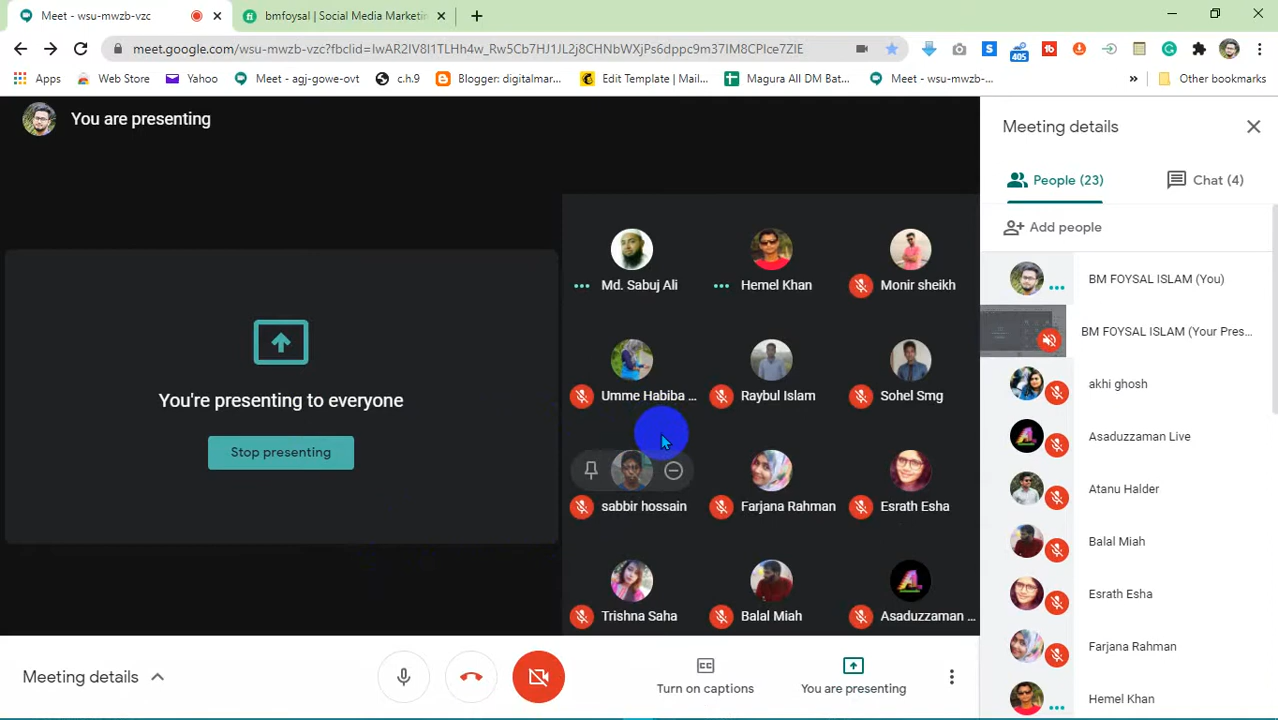 Meet - wsu-mwzb-vzc
bmfoysal | Social Media Marketin
meet.google.com/wsu-mwzb-vzc?fbclid=IwAR2IV8I1TLHh4w_Rw5Cb7HJ1JL2j8CHNbWXjPs6dppc9m37lM8CPIce7ZIE
405
Apps
Web Store
Yahoo
Meet - agj-gowe-ovt
c.h.9
Blogger: digitalmar...
Edit Template | Mail...
Magura All DM Bat...
Meet - wsu-mwzb-...
»
Other bookmarks
You are presenting
You're presenting to everyone
Stop presenting
Md. Sabuj Ali
Hemel Khan
Monir sheikh
Umme Habiba ...
Raybul Islam
Sohel Smg
sabbir hossain
Farjana Rahman
Esrath Esha
Trishna Saha
Balal Miah
Asaduzzaman ...
Meeting details
People (23)
Chat (4)
Add people
BM FOYSAL ISLAM (You)
BM FOYSAL ISLAM (Your Pres...
akhi ghosh
Asaduzzaman Live
Atanu Halder
Balal Miah
Esrath Esha
Farjana Rahman
Hemel Khan
Meeting details
CC
Turn on captions
You are presenting